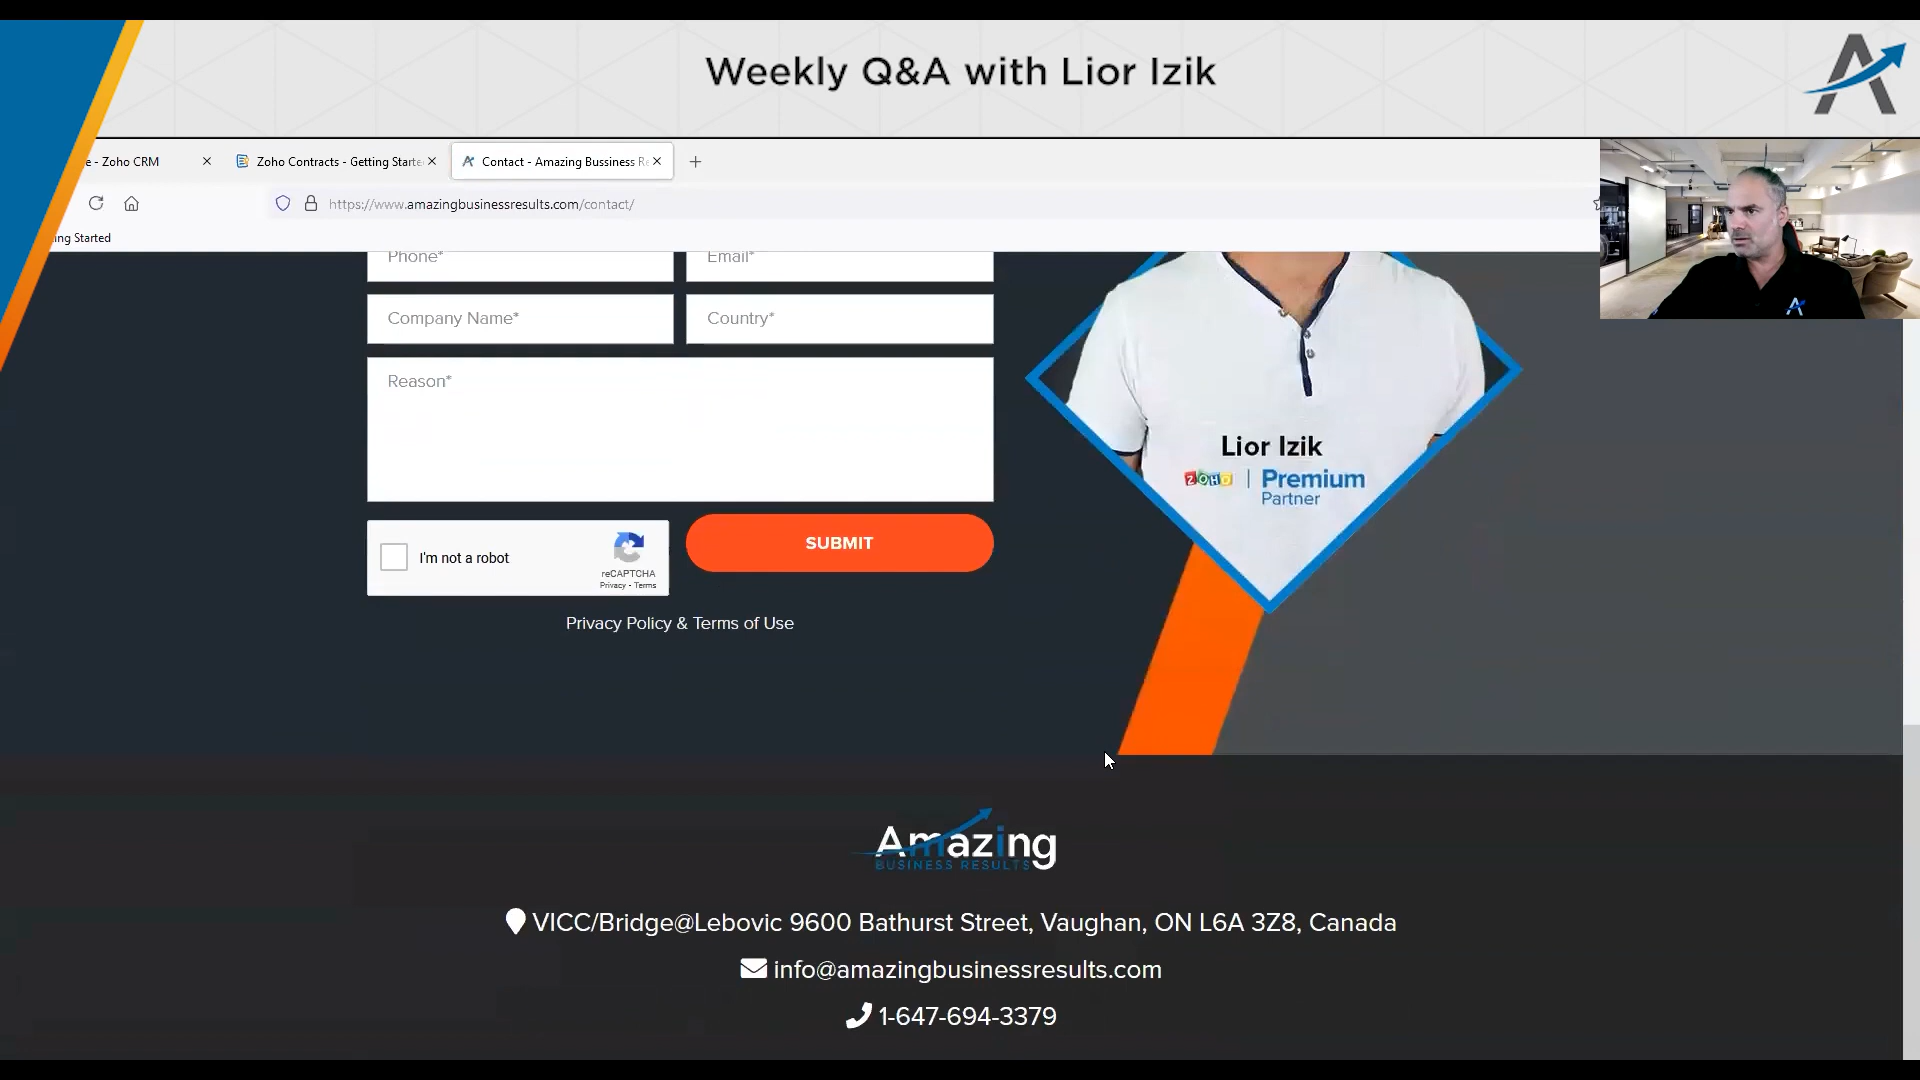 Weekly Q&A with Lior Izik
e - Zoho CRM
Zoho Contracts - Getting Starte
Contact - Amazing Bussiness Re
https://www.amazingbusinessresults.com/contact/
ing Started
Phone*
Email*
Company Name*
Country*
Reason*
Lior Izik
ZOHO | Premium
Partner
I'm not a robot
reCAPTCHA
Privacy - Terms
SUBMIT
Privacy Policy & Terms of Use
Amazing
BUSINESS RESULTS
VICC/Bridge@Lebovic 9600 Bathurst Street, Vaughan, ON L6A 3Z8, Canada
info@amazingbusinessresults.com
1-647-694-3379